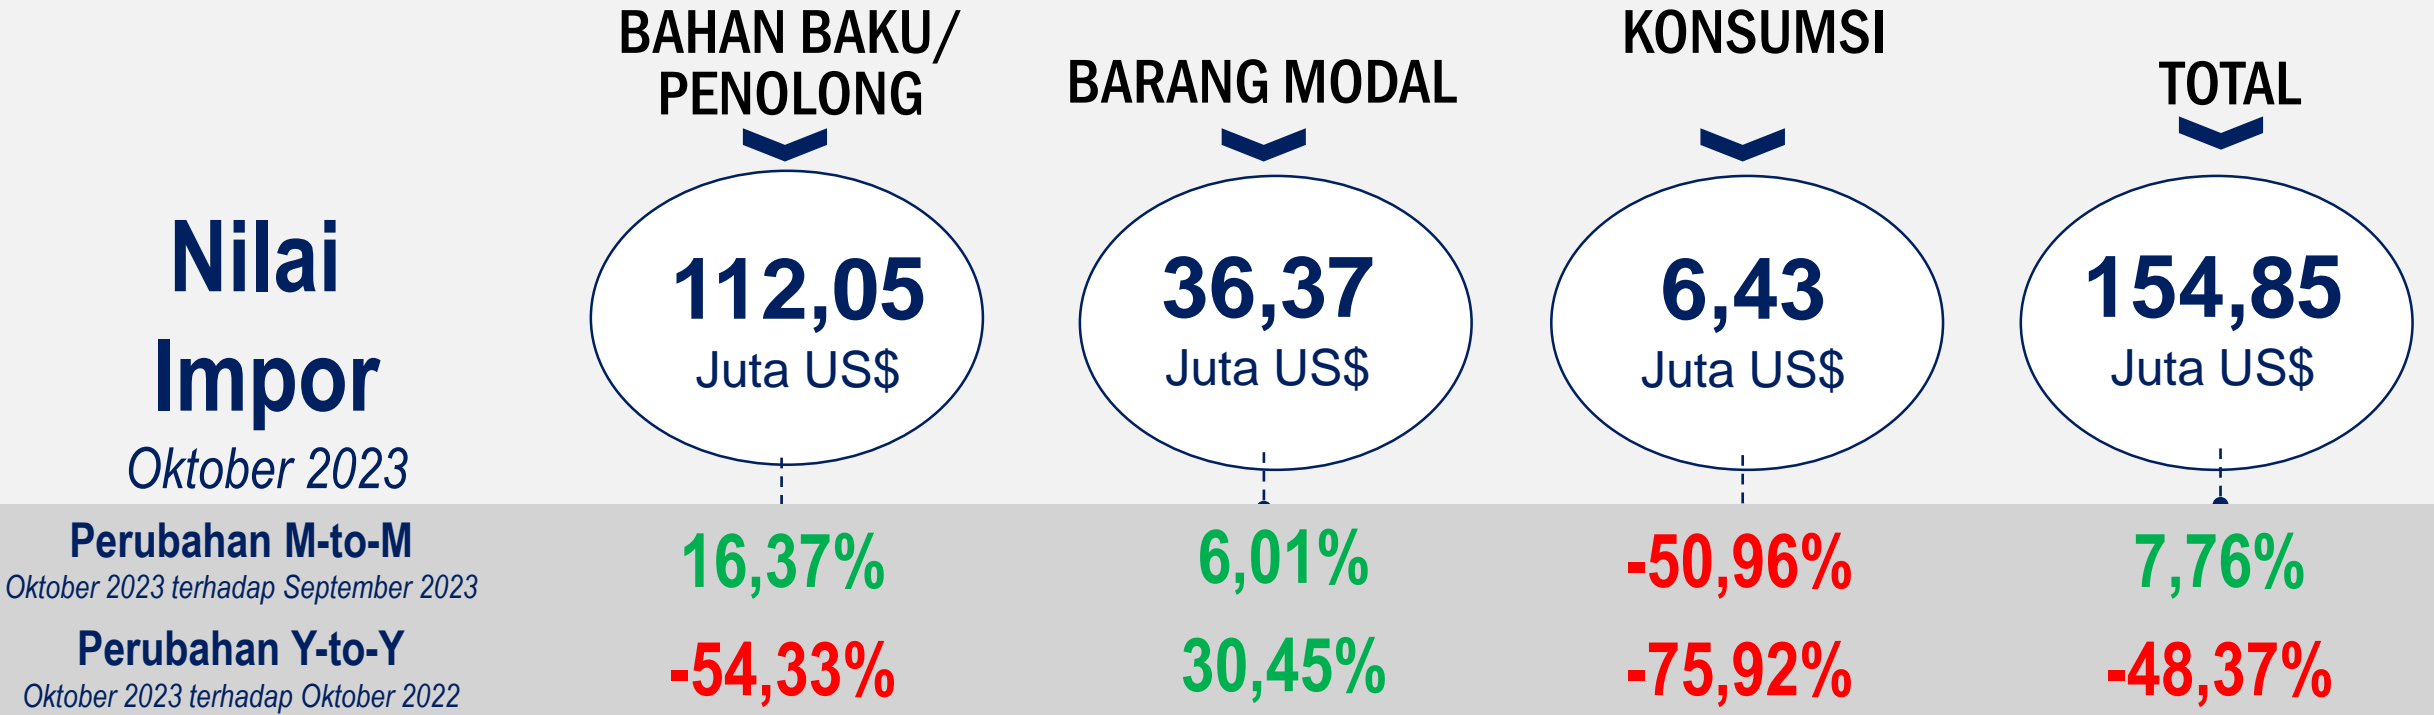 BAHAN BAKU/
PENOLONG
BARANG MODAL
KONSUMSI
TOTAL
Nilai
Impor
Oktober 2023
112,05
Juta US$
36,37
Juta US$
6,43
Juta US$
154,85
Juta US$
Perubahan M-to-M
Oktober 2023 terhadap September 2023
16,37%
6,01%
-50,96%
7,76%
Perubahan Y-to-Y
Oktober 2023 terhadap Oktober 2022
-54,33%
30,45%
-75,92%
-48,37%